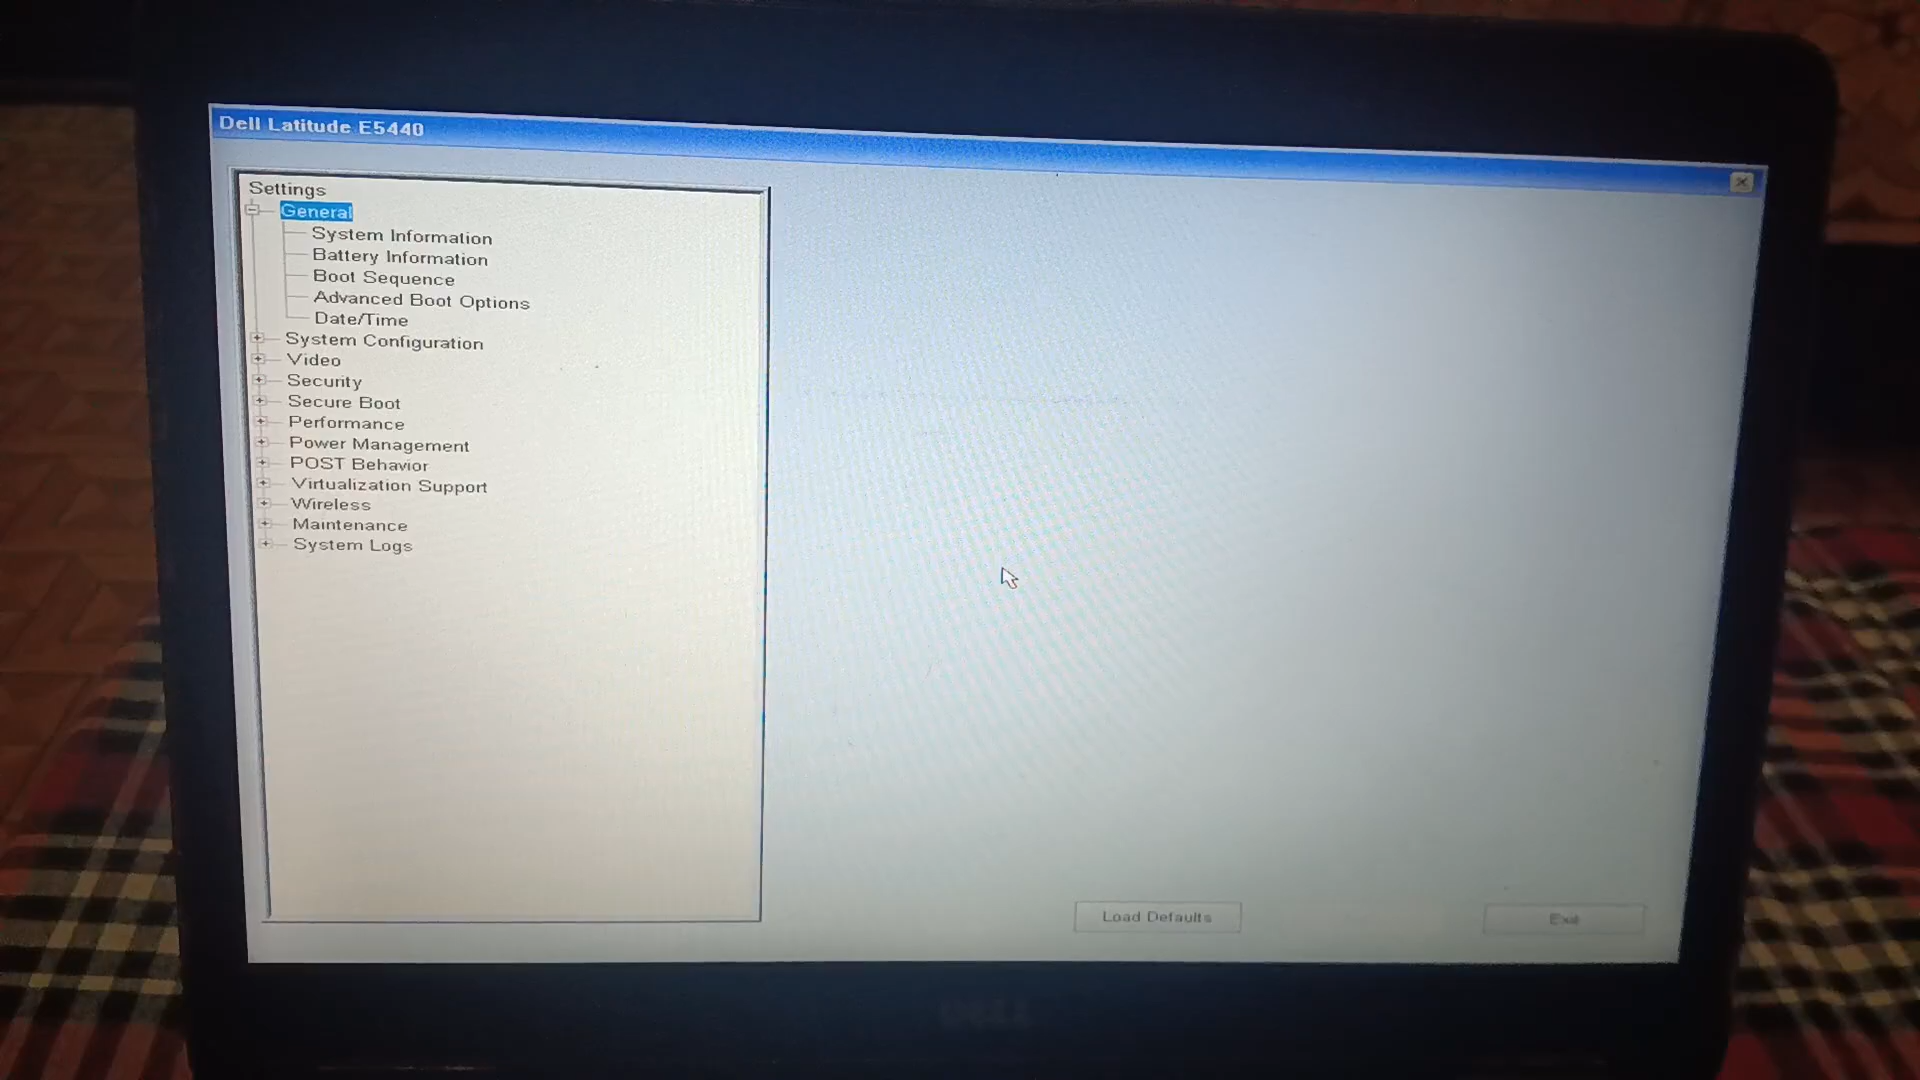 Dell Latitude E5440
Settings
General
System Information
Battery Information
Boot Sequence
Advanced Boot Options
Date/Time
System Configuration
Video
Security
Secure Boot
Performance
Power Management
POST Behavior
Virtualization Support
Wireless
Maintenance
System Logs
Load Defaults
Exit
DELL